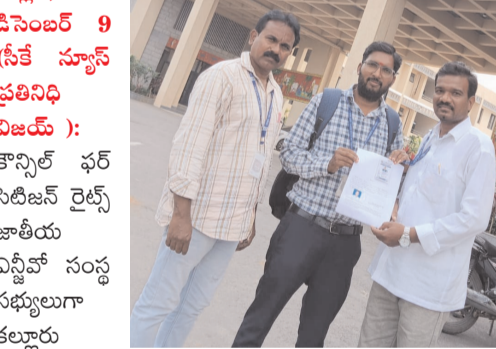 డిసెంబర్ 9
(సీకే న్యూస్
ప్రతినిధి
విజయ్ ):
కౌన్సిల్ ఫర్
సిటిజన్ రైట్స్
జాతీయ
ఎన్జీవో సంస్థ
సభ్యులుగా
కల్లూరు